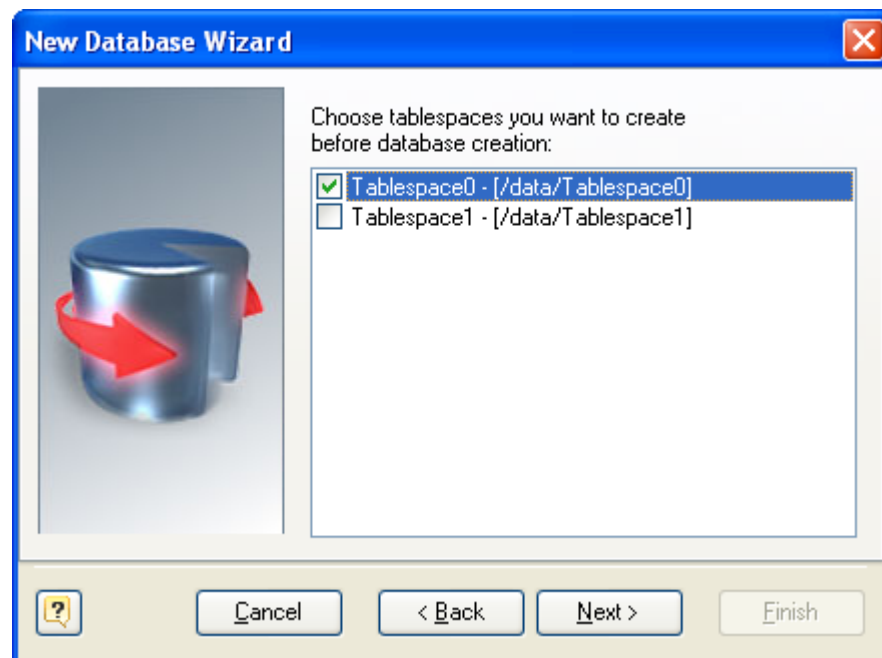 New Database Wizard
Choose tablespaces you want to create
before database creation:
Tablespace0 - [/data/Tablespace0]
Tablespace1 - [/data/Tablespace1]
?
Cancel
< Back
Next >
Finish